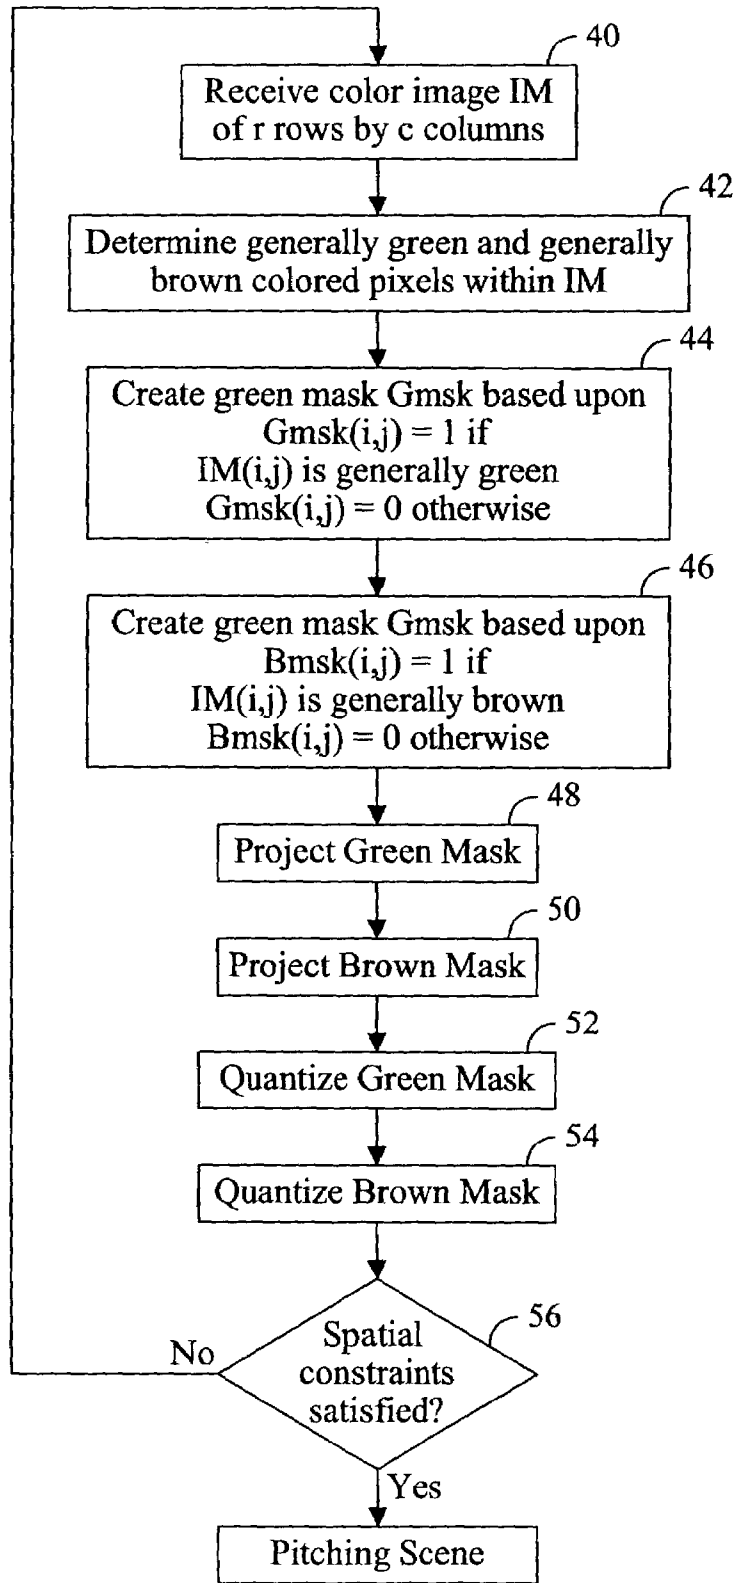 40
Receive color image IM
of r rows by c columns
42
Determine generally green and generally
brown colored pixels within IM
44
Create green mask Gmsk based upon
Gmsk(i,j) = 1 if
IM(i,j) is generally green
Gmsk(i,j) = 0 otherwise
46
Create green mask Gmsk based upon
Bmsk(i,j) = 1 if
IM(i,j) is generally brown
Bmsk(i,j) = 0 otherwise
48
Project Green Mask
50
Project Brown Mask
52
Quantize Green Mask
54
Quantize Brown Mask
56
Spatial
constraints
satisfied?
No
Yes
Pitching Scene